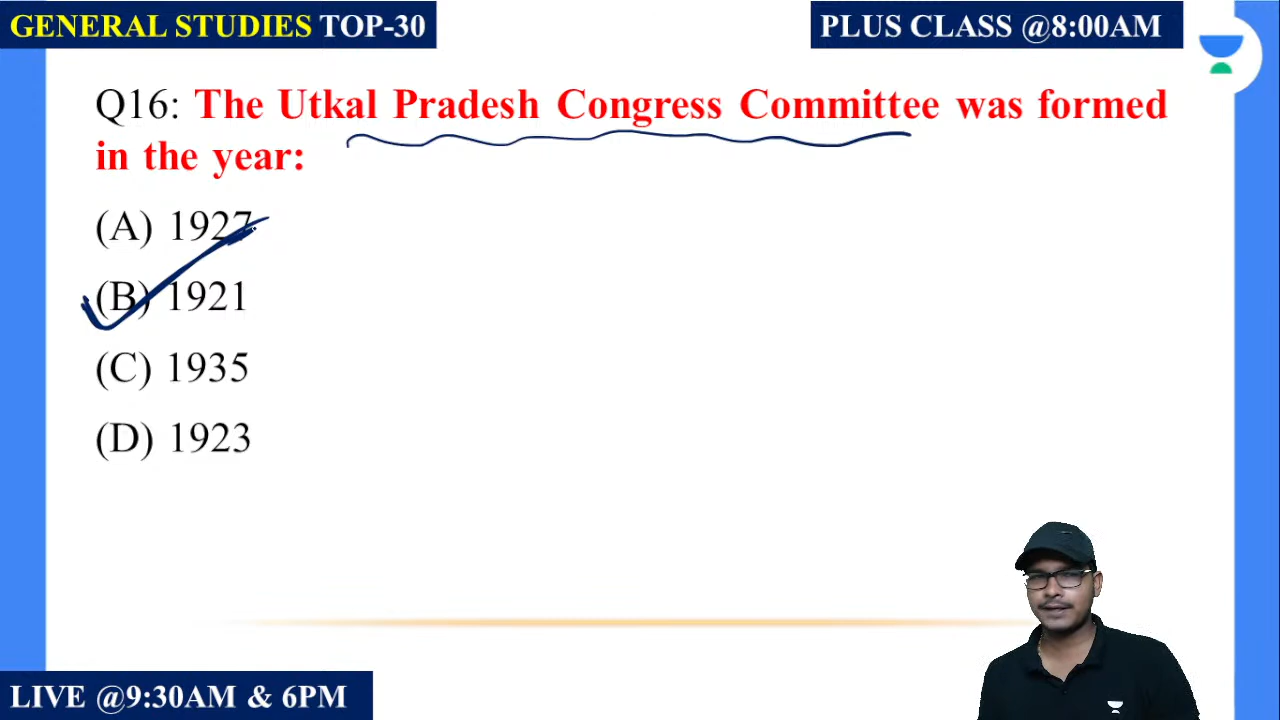 GENERAL STUDIES TOP-30
PLUS CLASS @8:00AM
Q16: The Utkal Pradesh Congress Committee was formed
in the year:
(A) 1927
(B) 1921
(C) 1935
(D) 1923
LIVE @9:30AM & 6PM